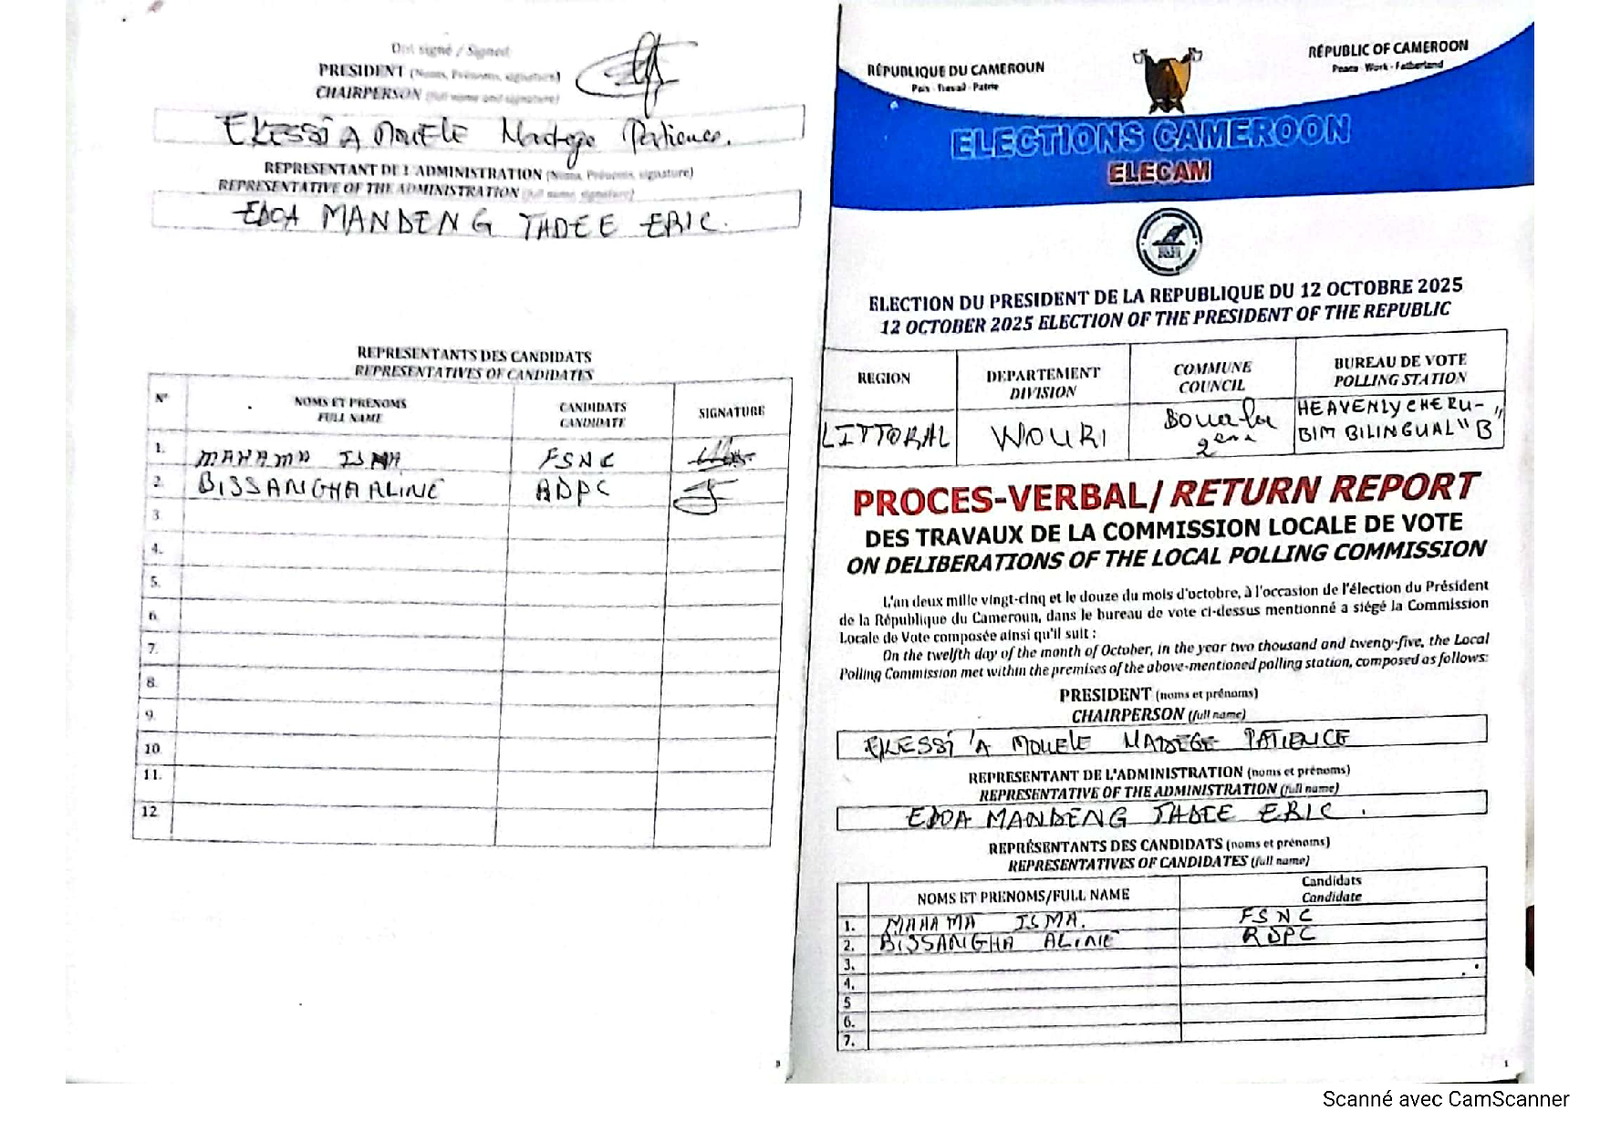 Dûl signé / Signed
PRESIDENT (Noms, Prénoms, signature)
CHAIRPERSON (full name and signature)
EKESSI A MOUELE Patience.
REPRESENTANT DE L'ADMINISTRATION (Noms, Prénoms, signature)
REPRESENTATIVE OF THE ADMINISTRATION (full name, signature)
EDOA MANDENG THADEE ERIC.
REPRESENTANTS DES CANDIDATS
REPRESENTATIVES OF CANDIDATES
N° NOMS ET PRENOMS FULL NAME CANDIDATS CANDIDATE SIGNATURE
1. MAHAMA ISMA FSNC
2. BISSANGHA ALINE RDPC
3
4.
5.
6.
7.
8.
9.
10
11.
12
3
RÉPUBLIQUE DU CAMEROUN
Paix - Travail - Patrie
RÉPUBLIC OF CAMEROON
Peace - Work - Fatherland
ELECTIONS CAMEROON
ELECAM
ELECTION DU PRESIDENT DE LA REPUBLIQUE DU 12 OCTOBRE 2025
12 OCTOBER 2025 ELECTION OF THE PRESIDENT OF THE REPUBLIC
REGION DEPARTEMENT DIVISION COMMUNE COUNCIL BUREAU DE VOTE POLLING STATION
LITTORAL WOURI Douala 2eme HEAVENLY CHERU-BIM BILINGUAL "B"
PROCES-VERBAL/ RETURN REPORT
DES TRAVAUX DE LA COMMISSION LOCALE DE VOTE
ON DELIBERATIONS OF THE LOCAL POLLING COMMISSION
L'an deux mille vingt-cinq et le douze du mois d'octobre, à l'occasion de l'élection du Président
de la République du Cameroun, dans le bureau de vote ci-dessus mentionné a siégé la Commission
Locale de Vote composée ainsi qu'il suit :
On the twelfth day of the month of October, in the year two thousand and twenty-five, the Local
Polling Commission met within the premises of the above-mentioned polling station, composed as follows:
PRESIDENT (noms et prénoms)
CHAIRPERSON (full name)
EKESSI 'A MOUELE MADEGE PATIENCE
REPRESENTANT DE L'ADMINISTRATION (noms et prénoms)
REPRESENTATIVE OF THE ADMINISTRATION (full name)
EDOA MANDENG THADEE ERIC.
REPRÉSENTANTS DES CANDIDATS (noms et prénoms)
REPRESENTATIVES OF CANDIDATES (full name)
NOMS ET PRENOMS/FULL NAME Candidats Candidate
1. MAHAMA ISMA. FSNC
2. BISSANGHA ALINE RDPC
3.
4.
5
6.
7.
1
Scanné avec CamScanner